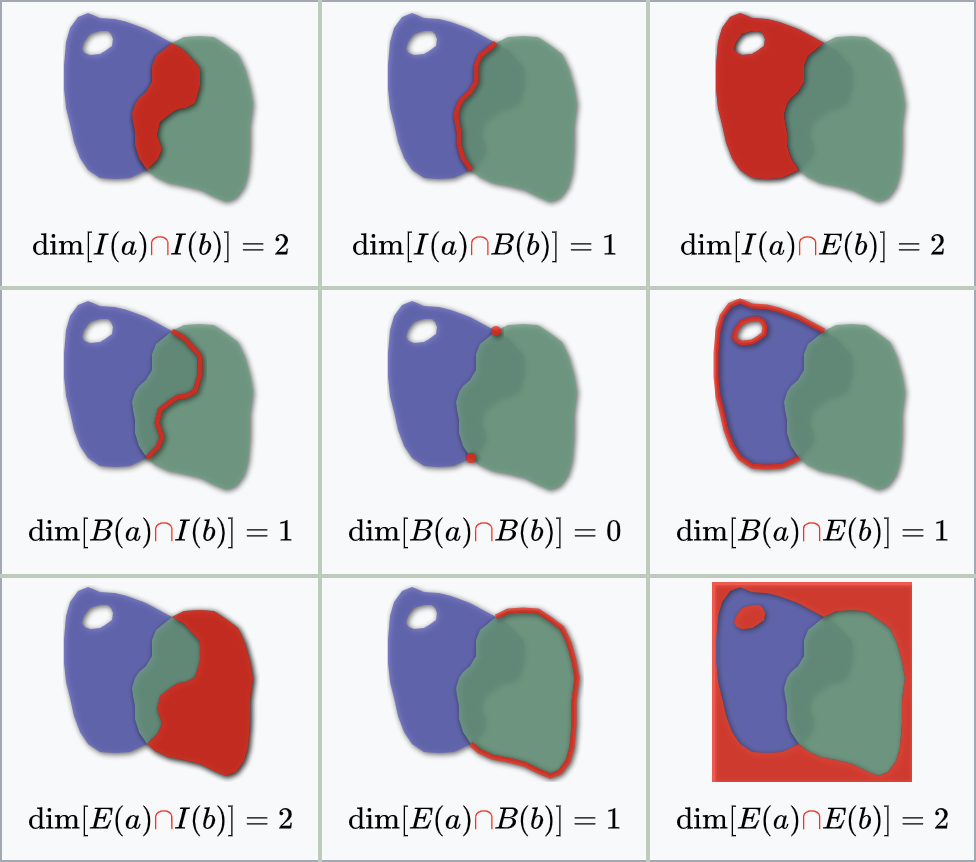 dim[I(a)∩I(b)] = 2
dim[I(a)∩B(b)] = 1
dim[I(a)∩E(b)] = 2
dim[B(a)∩I(b)] = 1
dim[B(a)∩B(b)] = 0
dim[B(a)∩E(b)] = 1
dim[E(a)∩I(b)] = 2
dim[E(a)∩B(b)] = 1
dim[E(a)∩E(b)] = 2